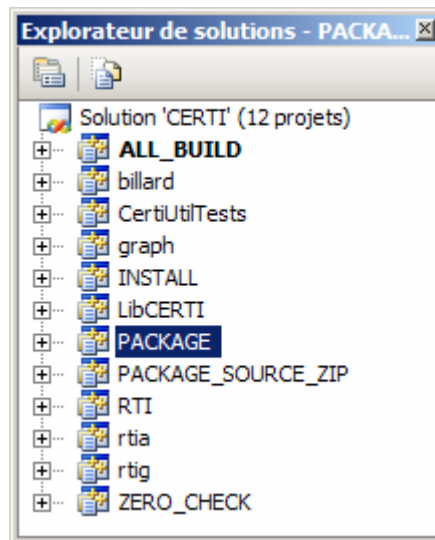 Explorateur de solutions - PACKA...
Solution 'CERTI' (12 projets)
ALL_BUILD
billard
CertiUtilTests
graph
INSTALL
LibCERTI
PACKAGE
PACKAGE_SOURCE_ZIP
RTI
rtia
rtig
ZERO_CHECK